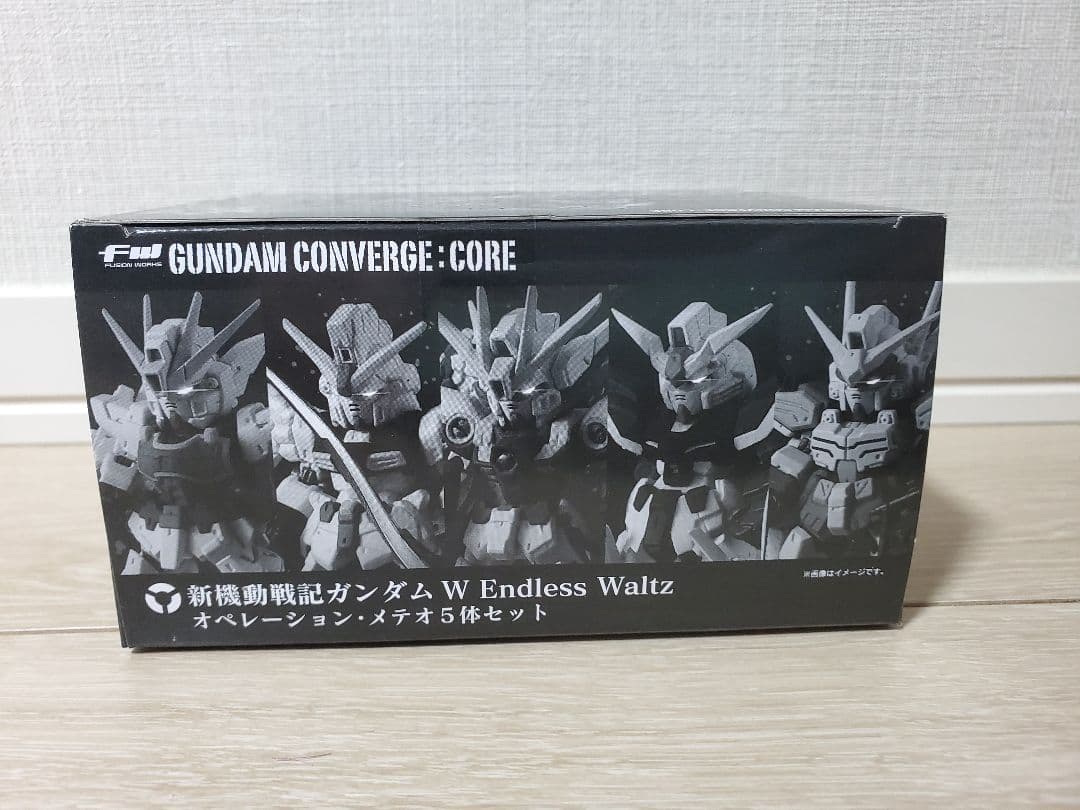 FW
FUSION WORKS
GUNDAM CONVERGE : CORE
※画像はイメージです。
新機動戦記ガンダム W Endless Waltz
オペレーション・メテオ5体セット